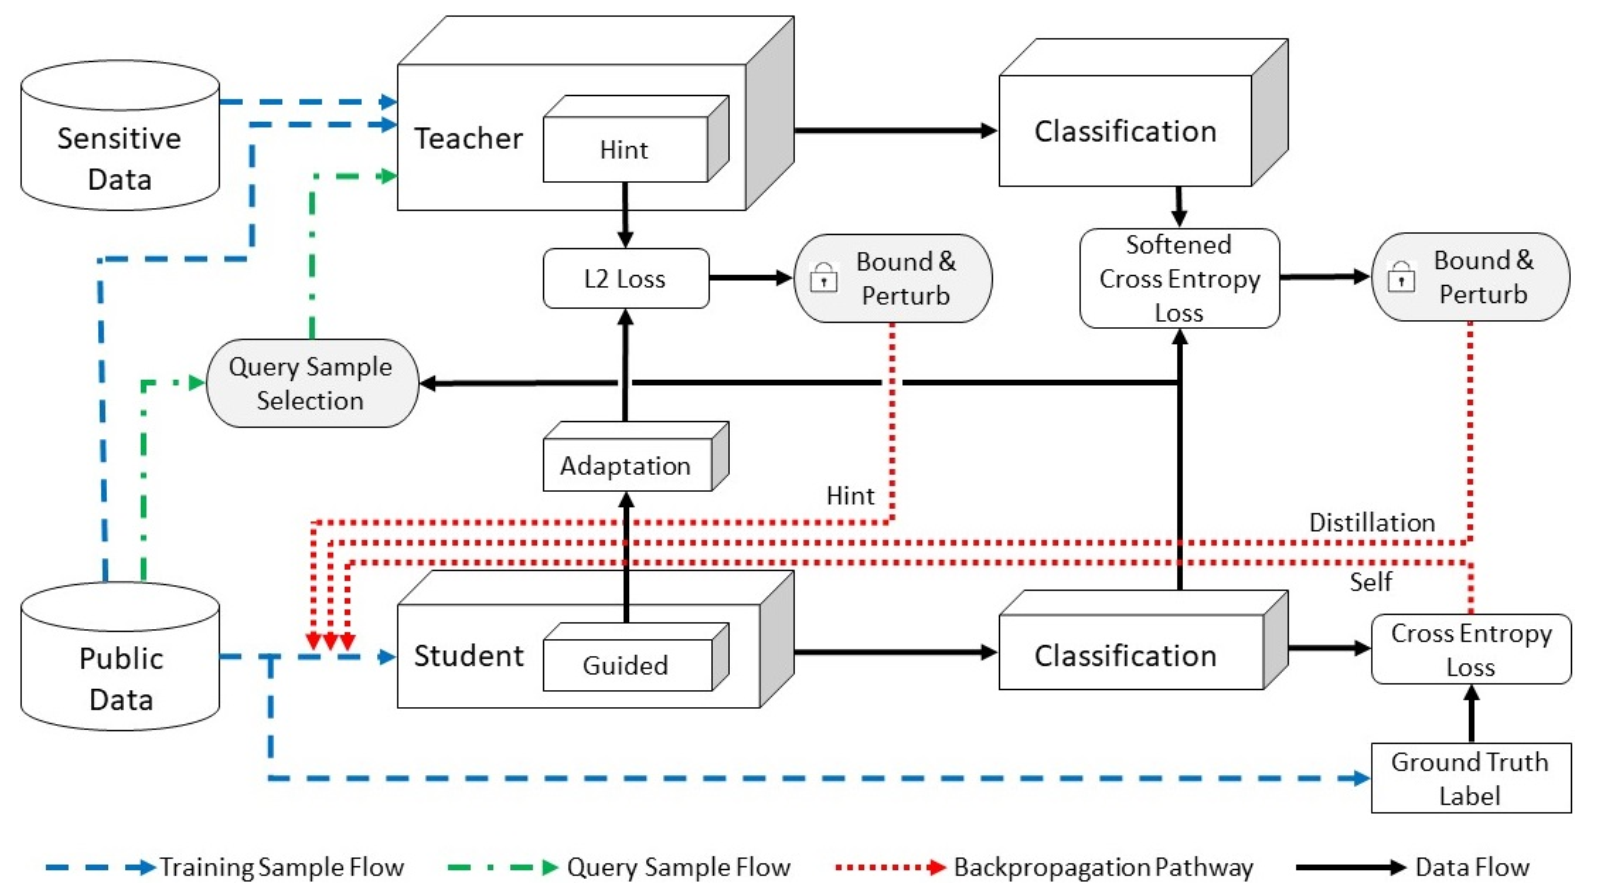 Sensitive
Data
Teacher
Hint
Classification
L2 Loss
Bound &
Perturb
Softened
Cross Entropy
Loss
Bound &
Perturb
Query Sample
Selection
Adaptation
Hint
Distillation
Self
Public
Data
Student
Guided
Classification
Cross Entropy
Loss
Ground Truth
Label
Training Sample Flow
Query Sample Flow
Backpropagation Pathway
Data Flow